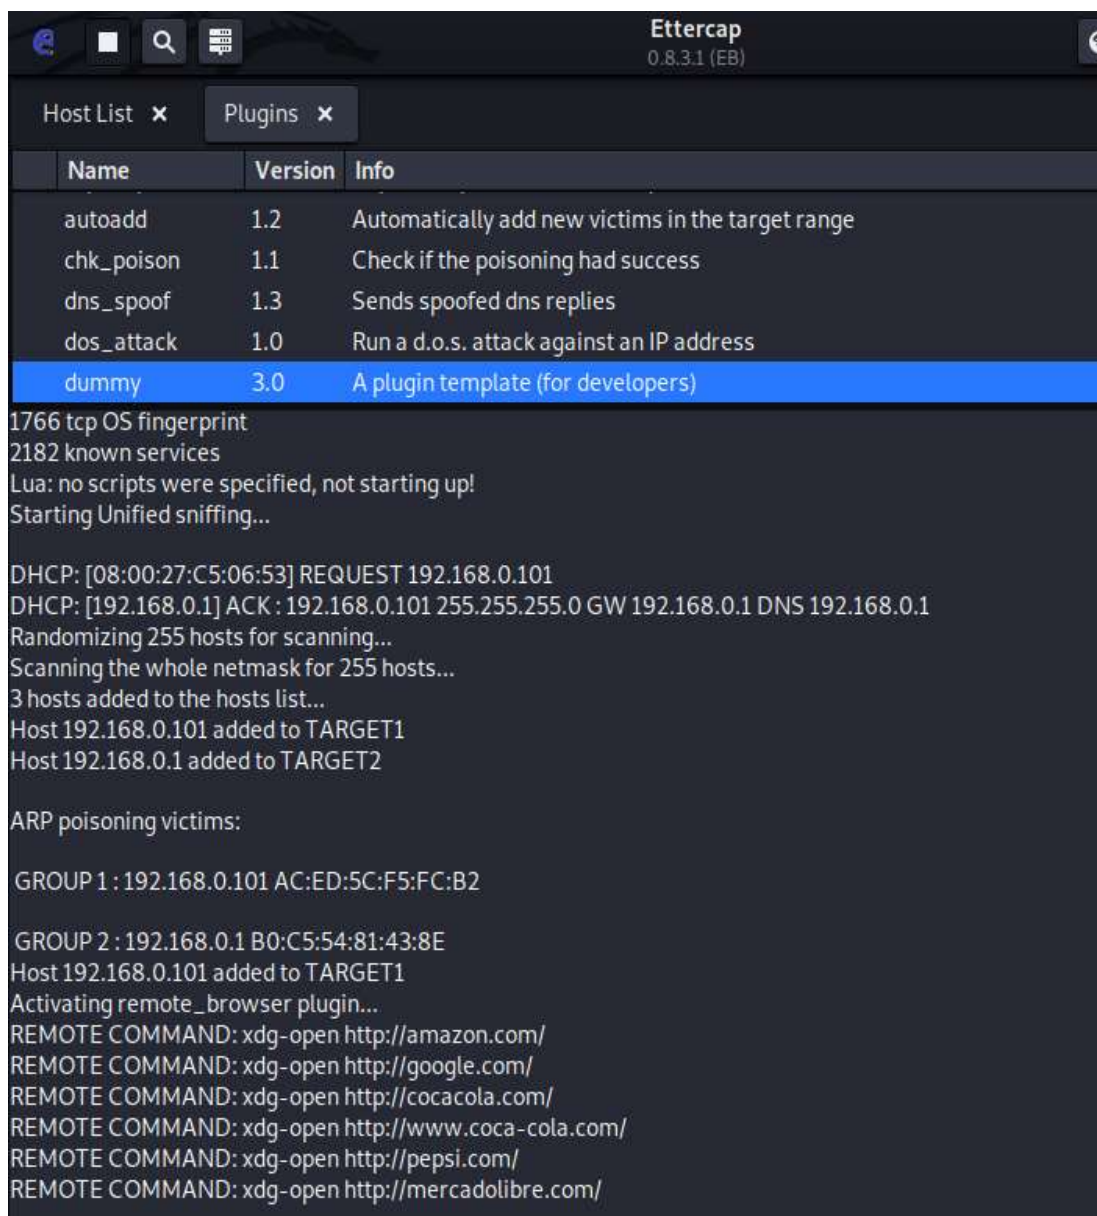 Ettercap
0.8.3.1 (EB)
Host List ×
Plugins ×
Name Version Info
autoadd 1.2 Automatically add new victims in the target range
chk_poison 1.1 Check if the poisoning had success
dns_spoof 1.3 Sends spoofed dns replies
dos_attack 1.0 Run a d.o.s. attack against an IP address
dummy 3.0 A plugin template (for developers)
1766 tcp OS fingerprint
2182 known services
Lua: no scripts were specified, not starting up!
Starting Unified sniffing...
DHCP: [08:00:27:C5:06:53] REQUEST 192.168.0.101
DHCP: [192.168.0.1] ACK : 192.168.0.101 255.255.255.0 GW 192.168.0.1 DNS 192.168.0.1
Randomizing 255 hosts for scanning...
Scanning the whole netmask for 255 hosts...
3 hosts added to the hosts list...
Host 192.168.0.101 added to TARGET1
Host 192.168.0.1 added to TARGET2
ARP poisoning victims:
GROUP 1 : 192.168.0.101 AC:ED:5C:F5:FC:B2
GROUP 2 : 192.168.0.1 B0:C5:54:81:43:8E
Host 192.168.0.101 added to TARGET1
Activating remote_browser plugin...
REMOTE COMMAND: xdg-open http://amazon.com/
REMOTE COMMAND: xdg-open http://google.com/
REMOTE COMMAND: xdg-open http://cocacola.com/
REMOTE COMMAND: xdg-open http://www.coca-cola.com/
REMOTE COMMAND: xdg-open http://pepsi.com/
REMOTE COMMAND: xdg-open http://mercadolibre.com/